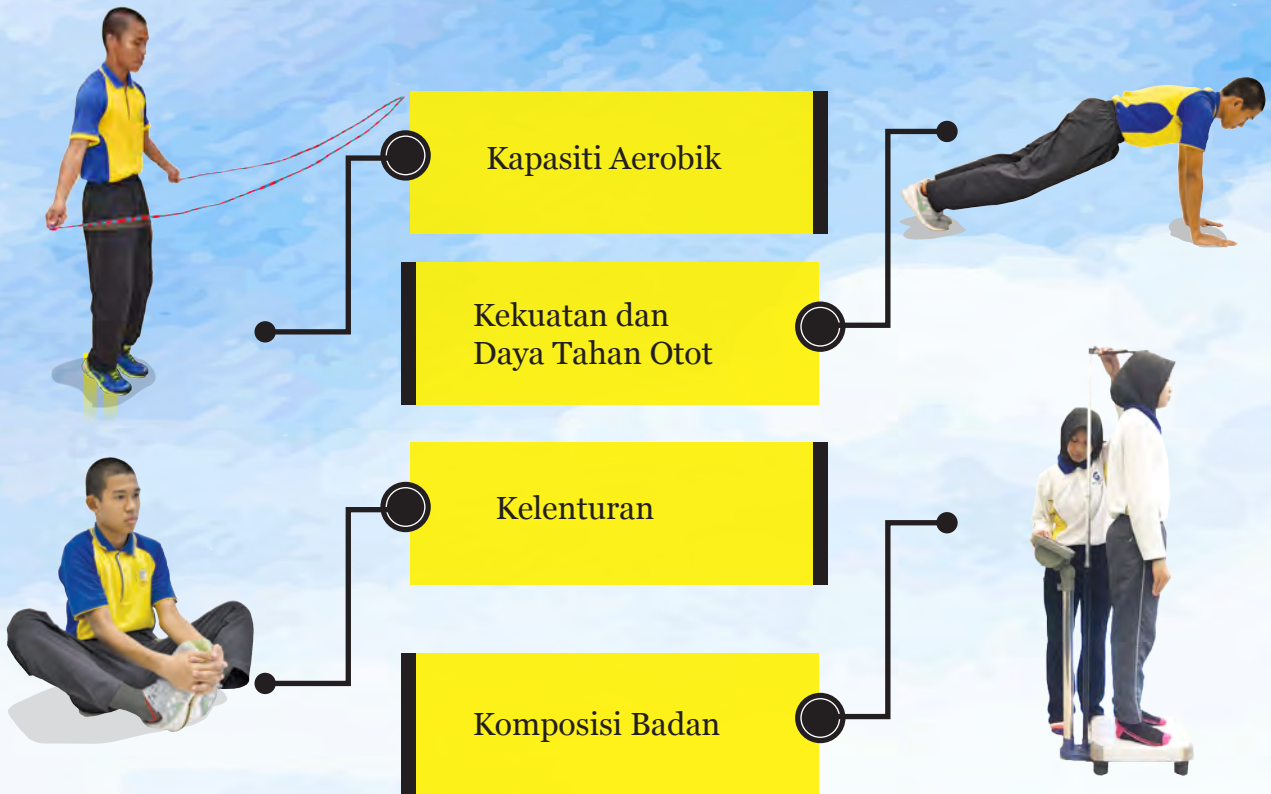 Kapasiti Aerobik
Kekuatan dan
Daya Tahan Otot
Kelenturan
Komposisi Badan